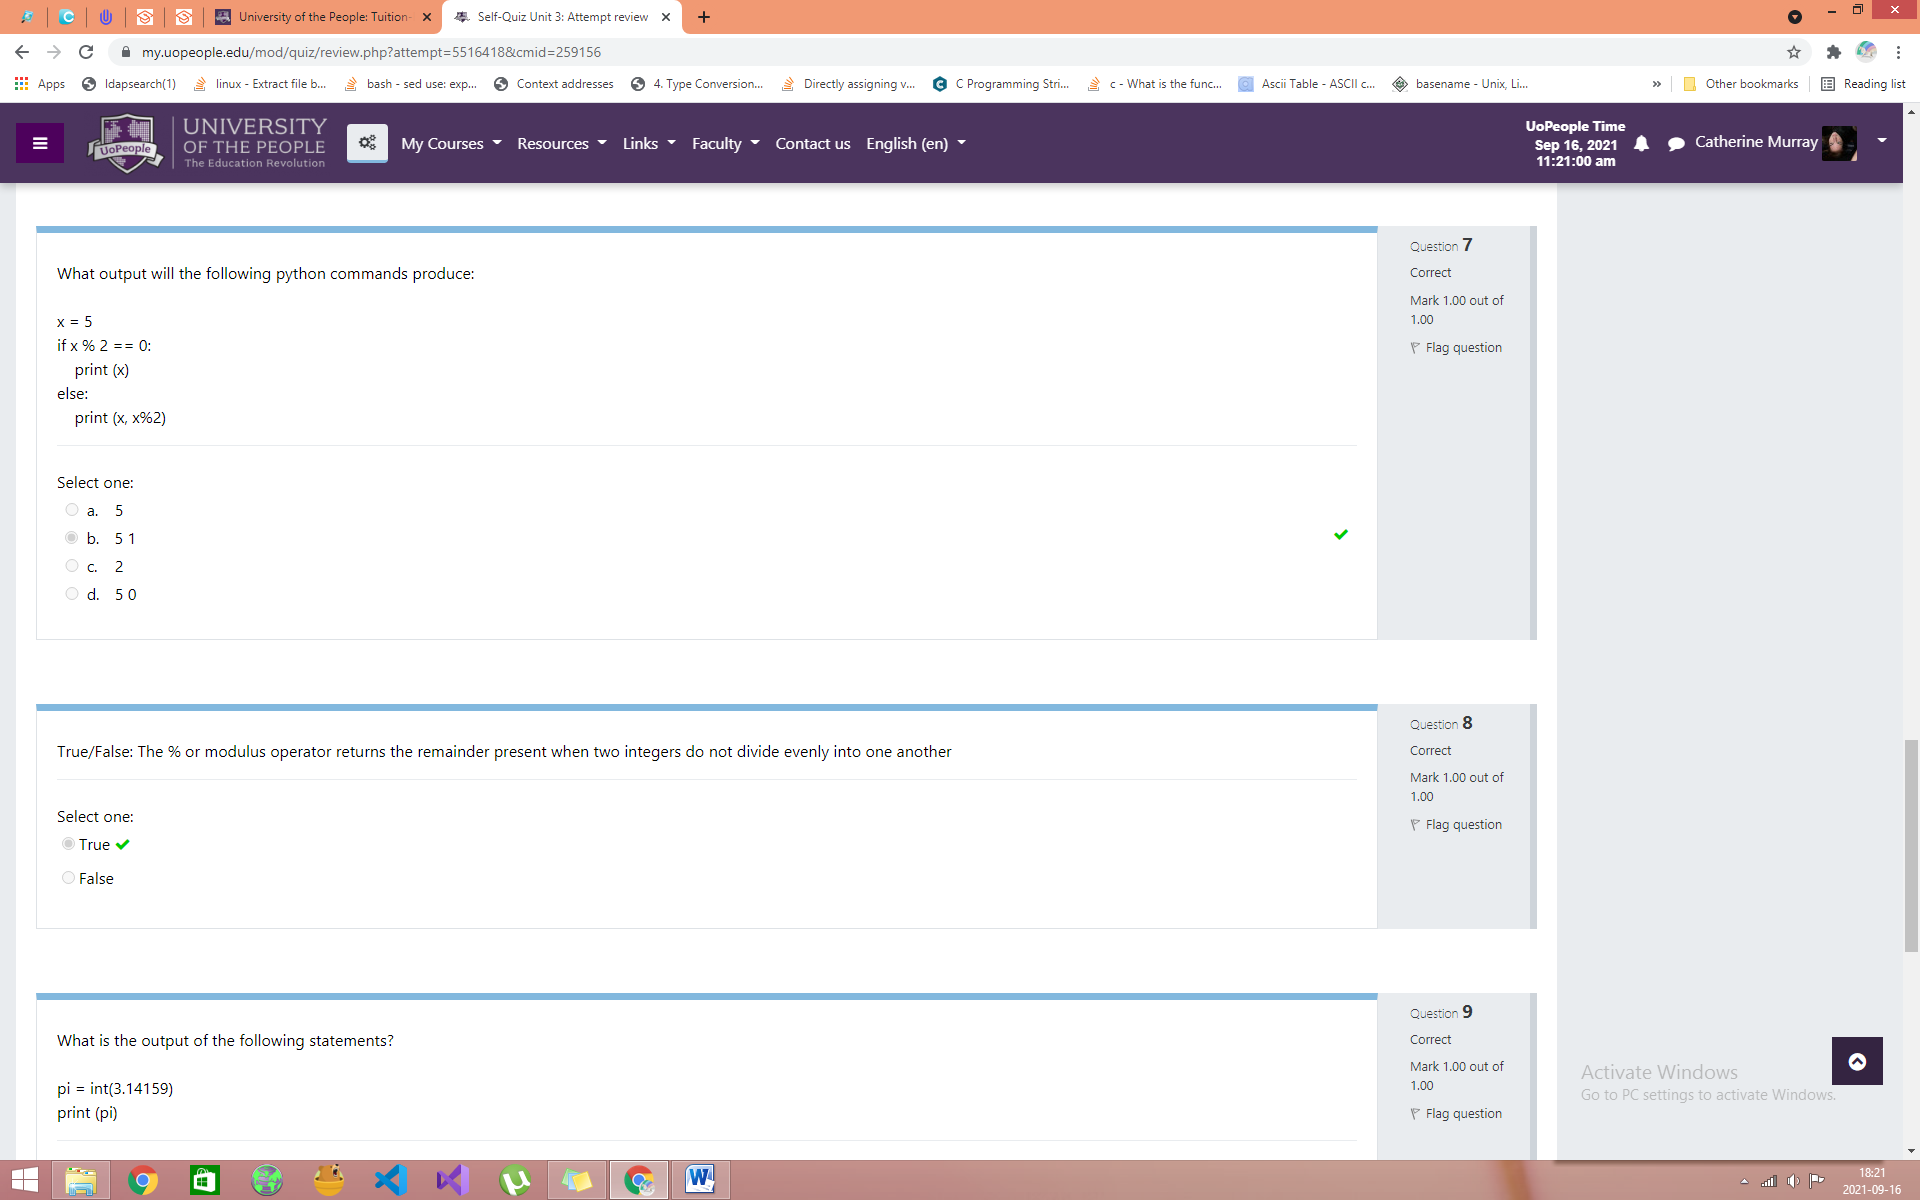 University of the People: Tuition-
Self-Quiz Unit 3: Attempt review
my.uopeople.edu/mod/quiz/review.php?attempt=5516418&cmid=259156
Apps
ldapsearch(1)
linux - Extract file b...
bash - sed use: exp...
Context addresses
4. Type Conversion...
Directly assigning v...
C Programming Stri...
c - What is the func...
Ascii Table - ASCII c...
basename - Unix, Li...
»
Other bookmarks
Reading list
UoPeople
UNIVERSITY
OF THE PEOPLE
The Education Revolution
My Courses
Resources
Links
Faculty
Contact us
English (en)
UoPeople Time
Sep 16, 2021
11:21:00 am
Catherine Murray
What output will the following python commands produce:
x = 5
if x % 2 == 0:
print (x)
else:
print (x, x%2)
Select one:
a. 5
b. 5 1
c. 2
d. 5 0
Question 7
Correct
Mark 1.00 out of
1.00
Flag question
True/False: The % or modulus operator returns the remainder present when two integers do not divide evenly into one another
Select one:
True
False
Question 8
Correct
Mark 1.00 out of
1.00
Flag question
What is the output of the following statements?
pi = int(3.14159)
print (pi)
Question 9
Correct
Mark 1.00 out of
1.00
Flag question
Activate Windows
Go to PC settings to activate Windows.
18:21
2021-09-16